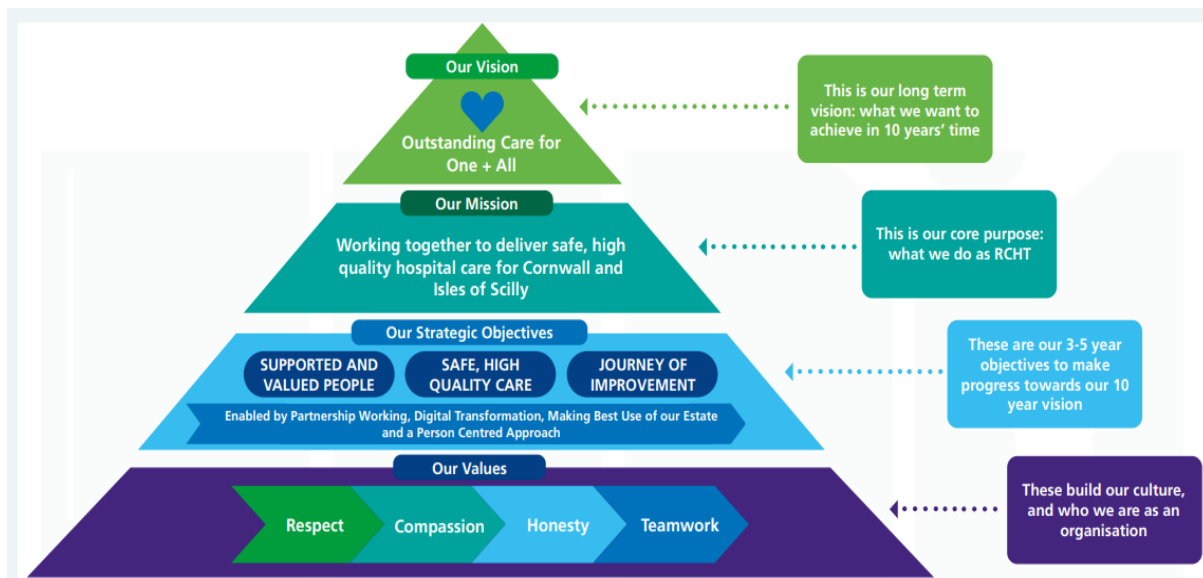 Our Vision
Outstanding Care for
One + All
This is our long term
vision: what we want to
achieve in 10 years' time
Our Mission
Working together to deliver safe, high
quality hospital care for Cornwall and
Isles of Scilly
This is our core purpose:
what we do as RCHT
Our Strategic Objectives
SUPPORTED AND
VALUED PEOPLE
SAFE, HIGH
QUALITY CARE
JOURNEY OF
IMPROVEMENT
Enabled by Partnership Working, Digital Transformation, Making Best Use of our Estate
and a Person Centred Approach
These are our 3-5 year
objectives to make
progress towards our 10
year vision
Our Values
Respect
Compassion
Honesty
Teamwork
These build our culture,
and who we are as an
organisation